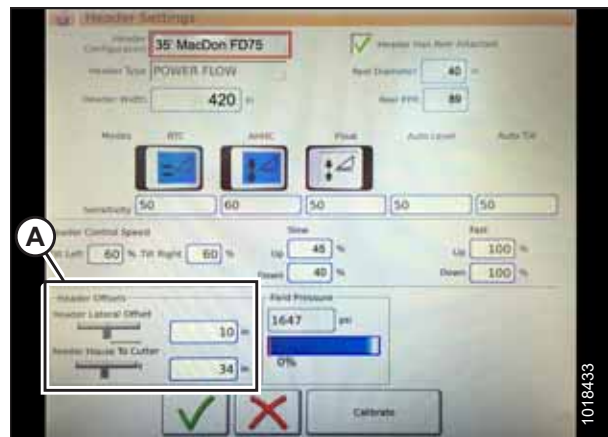 Header Settings
Header Configuration 35' MacDon FD75 Header Has Reel Attached
Header Type POWER FLOW Reel Diameter 40 in
Header Width 420 in Reel PPR 89
Modes RTC AHHC Float Auto Level Auto Tilt
Sensitivity 50 60 50 50 50
Header Control Speed Slow Fast
Tilt Left 60 % Tilt Right 60 % Up 45 % Up 100 %
Down 40 % Down 100 %
A
Header Offsets Field Pressure
Header Lateral Offset 10 in 1647 psi
Feeder House To Cutter 34 in 0%
Calibrate
1018433